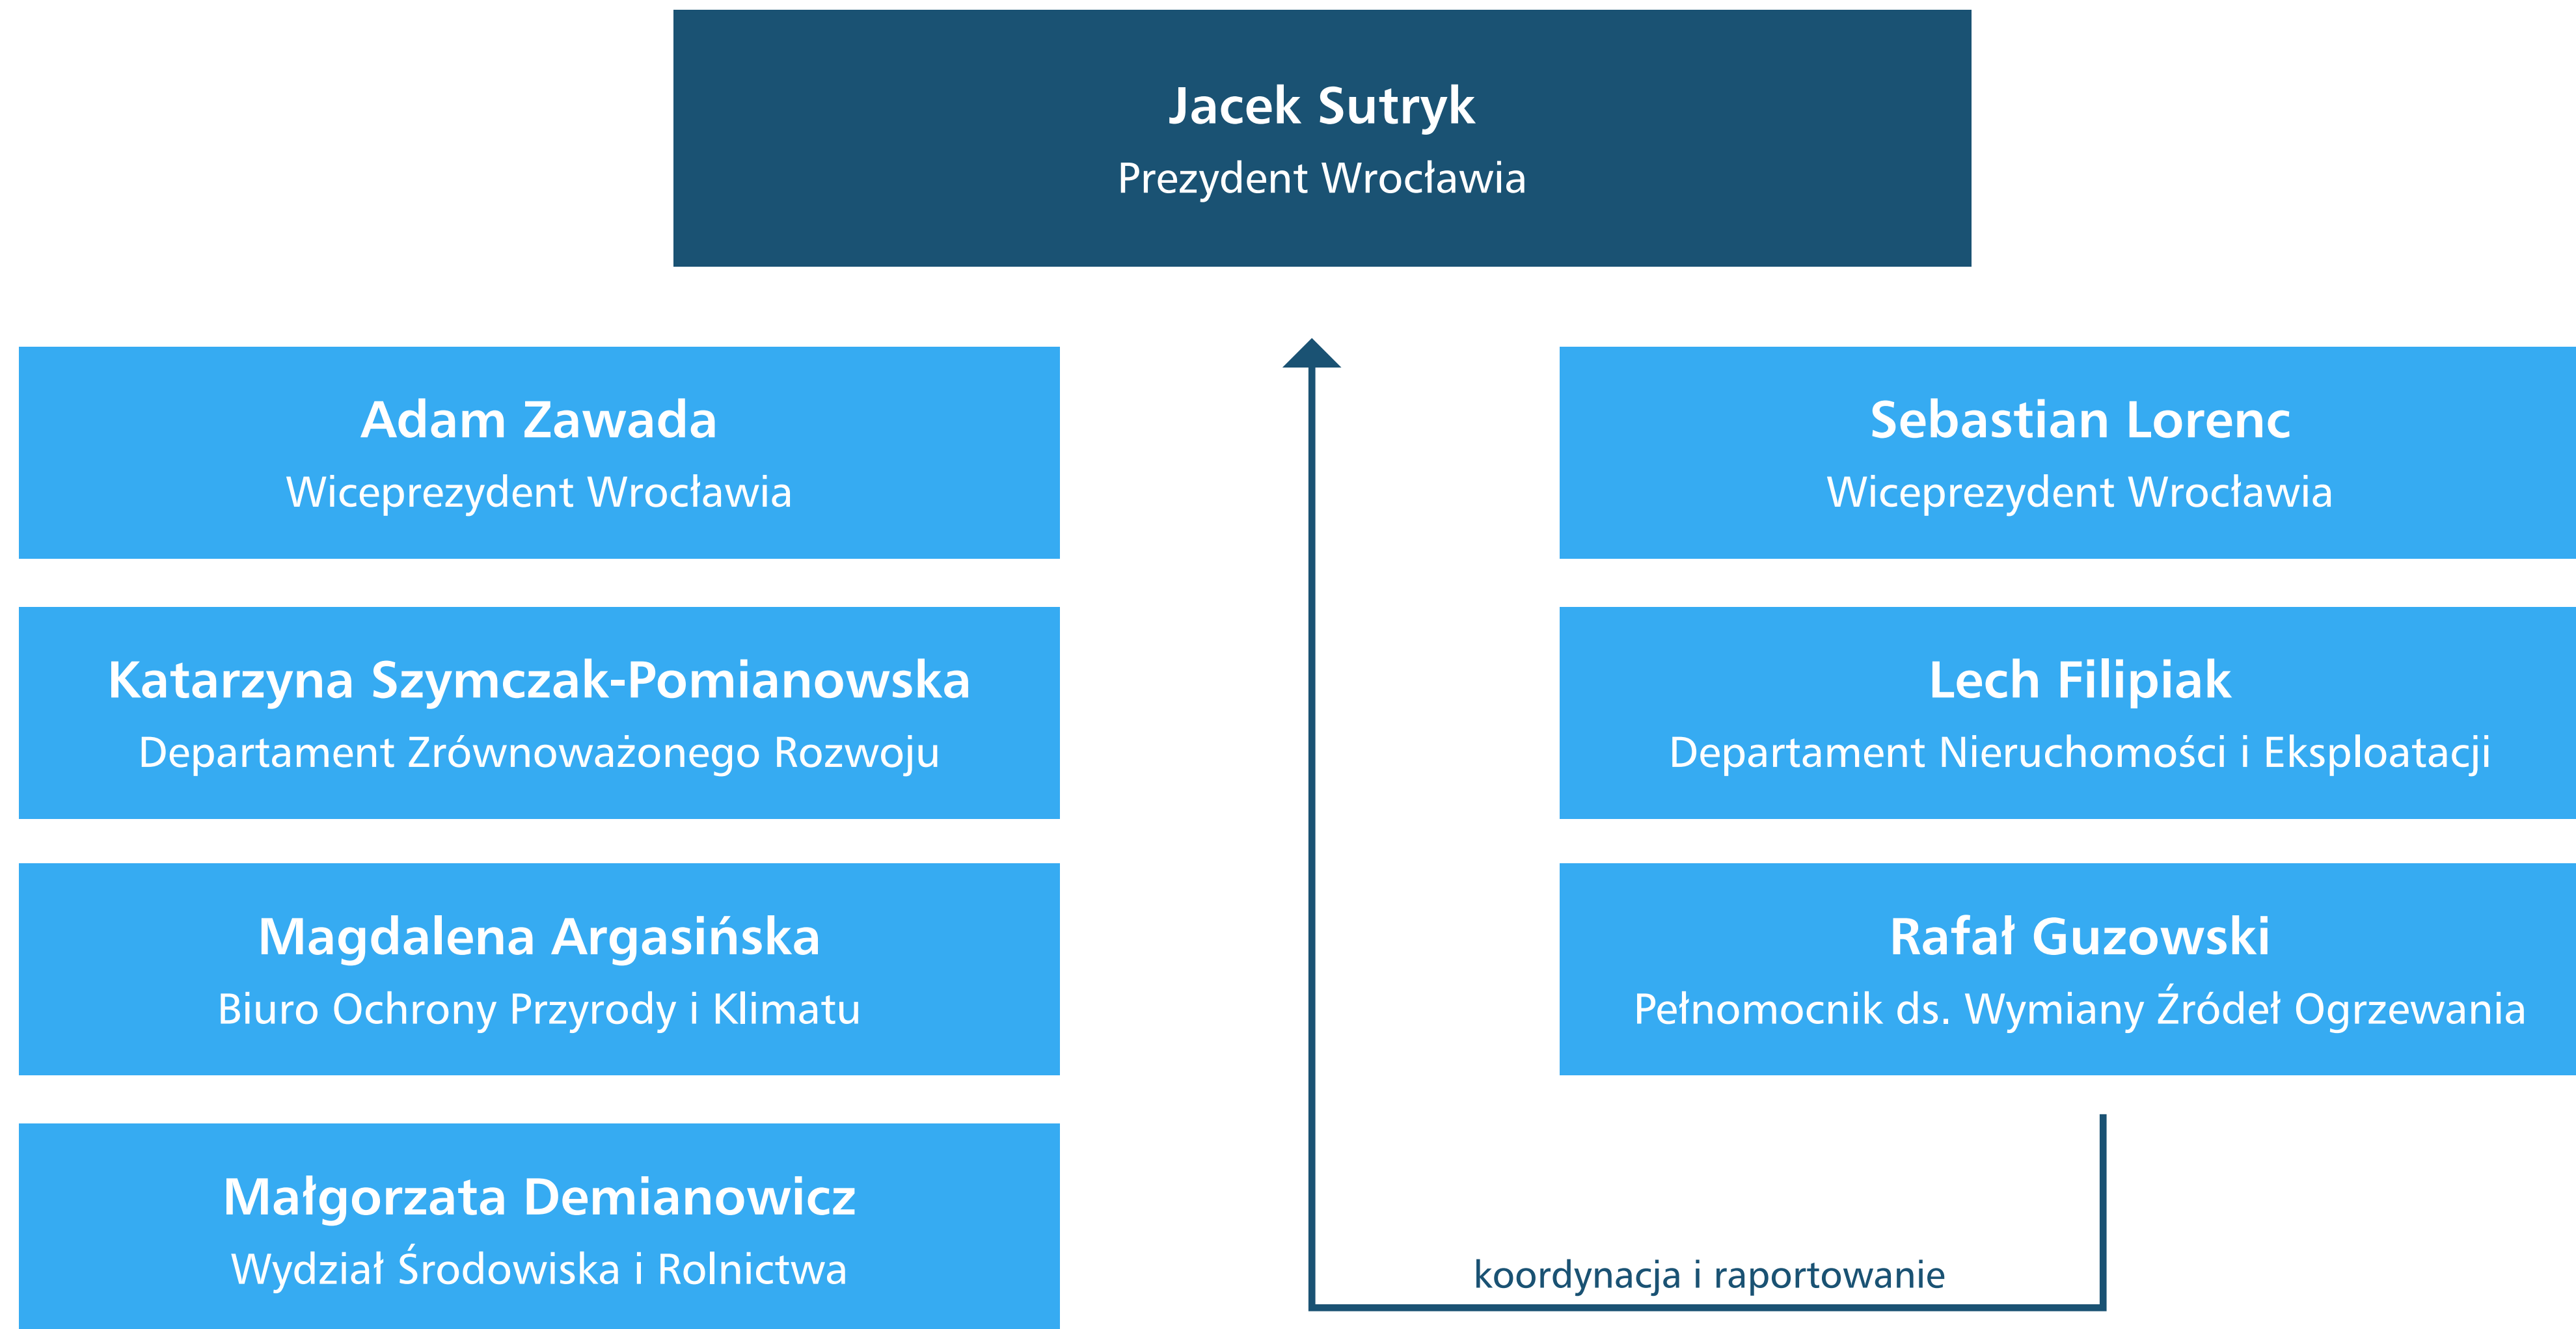 Jacek Sutryk
Prezydent Wrocławia
Adam Zawada
Wiceprezydent Wrocławia
Katarzyna Szymczak-Pomianowska
Departament Zrównoważonego Rozwoju
Magdalena Argasińska
Biuro Ochrony Przyrody i Klimatu
Małgorzata Demianowicz
Wydział Środowiska i Rolnictwa
Sebastian Lorenc
Wiceprezydent Wrocławia
Lech Filipiak
Departament Nieruchomości i Eksploatacji
Rafał Guzowski
Pełnomocnik ds. Wymiany Źródeł Ogrzewania
koordynacja i raportowanie